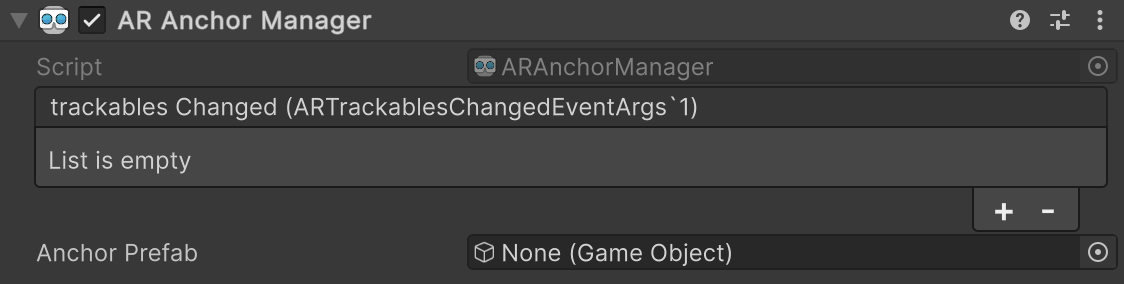 AR Anchor Manager
Script
ARAnchorManager
trackables Changed (ARTrackablesChangedEventArgs`1)
List is empty
+ -
Anchor Prefab
None (Game Object)